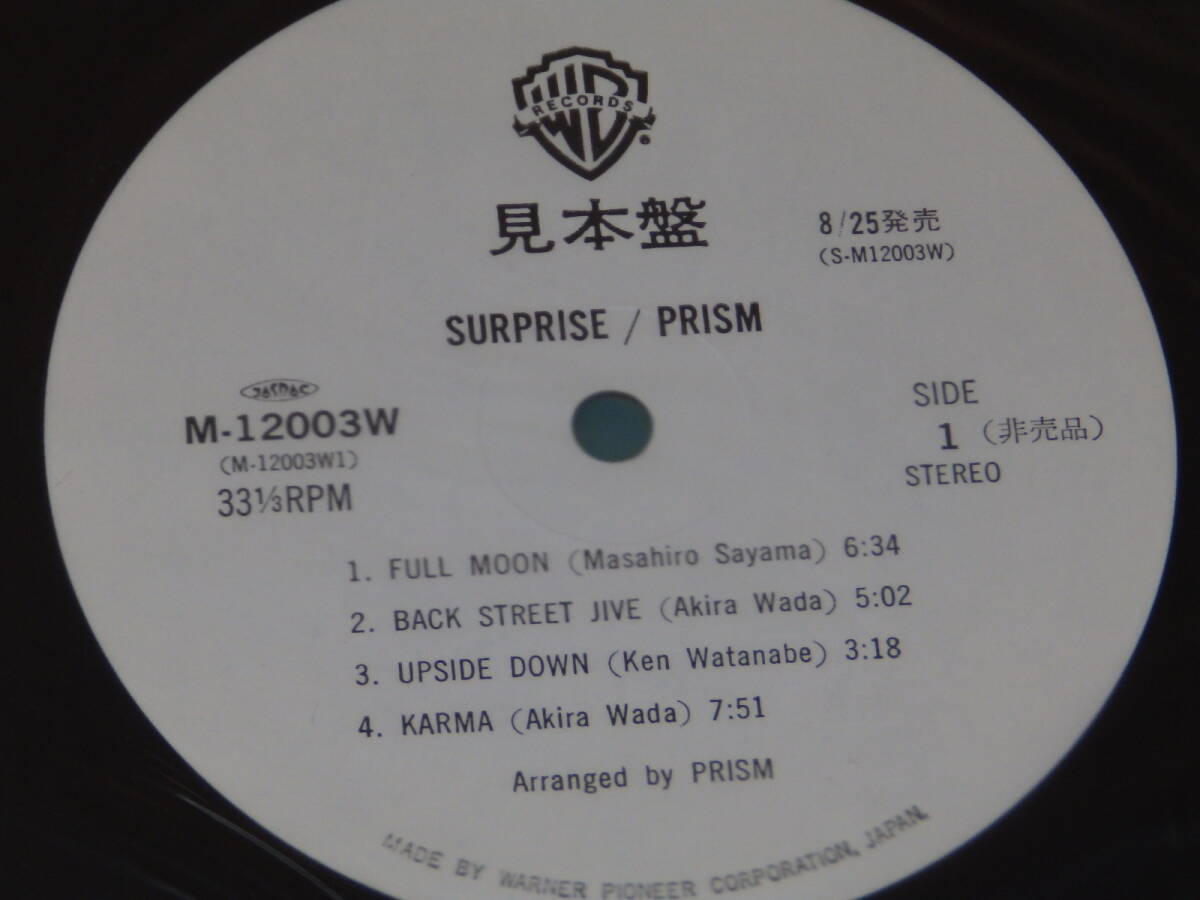 RECORDS
見本盤
8/25発売
(S-M12003W)
SURPRISE / PRISM
JASRAC
M-12003W
(M-12003W1)
33⅓RPM
SIDE
1 (非売品)
STEREO
1. FULL MOON (Masahiro Sayama) 6:34
2. BACK STREET JIVE (Akira Wada) 5:02
3. UPSIDE DOWN (Ken Watanabe) 3:18
4. KARMA (Akira Wada) 7:51
Arranged by PRISM
MADE BY WARNER PIONEER CORPORATION, JAPAN.